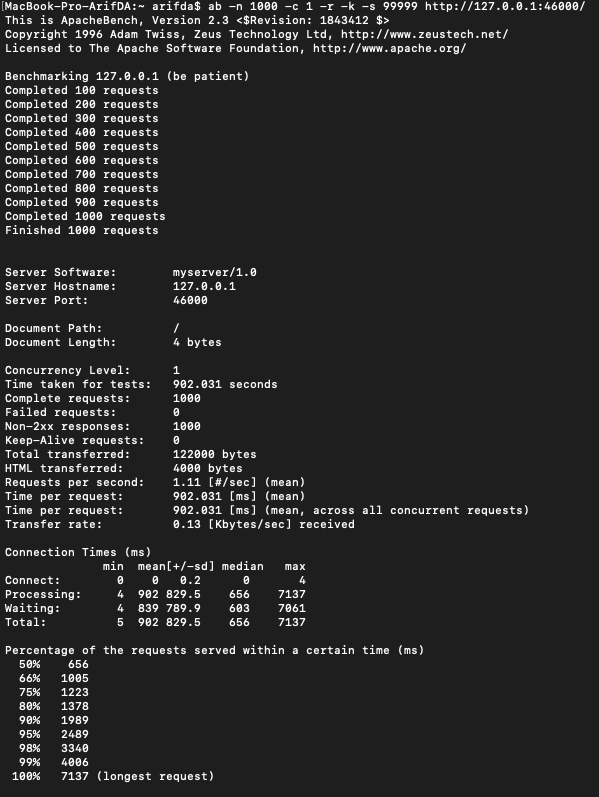 [MacBook-Pro-ArifDA:~ arifda$ ab -n 1000 -c 1 -r -k -s 99999 http://127.0.0.1:46000/
This is ApacheBench, Version 2.3 <$Revision: 1843412 $>
Copyright 1996 Adam Twiss, Zeus Technology Ltd, http://www.zeustech.net/
Licensed to The Apache Software Foundation, http://www.apache.org/

Benchmarking 127.0.0.1 (be patient)
Completed 100 requests
Completed 200 requests
Completed 300 requests
Completed 400 requests
Completed 500 requests
Completed 600 requests
Completed 700 requests
Completed 800 requests
Completed 900 requests
Completed 1000 requests
Finished 1000 requests

Server Software:        myserver/1.0
Server Hostname:        127.0.0.1
Server Port:            46000

Document Path:          /
Document Length:        4 bytes

Concurrency Level:      1
Time taken for tests:   902.031 seconds
Complete requests:      1000
Failed requests:        0
Non-2xx responses:      1000
Keep-Alive requests:    0
Total transferred:      122000 bytes
HTML transferred:       4000 bytes
Requests per second:    1.11 [#/sec] (mean)
Time per request:       902.031 [ms] (mean)
Time per request:       902.031 [ms] (mean, across all concurrent requests)
Transfer rate:          0.13 [Kbytes/sec] received

Connection Times (ms)
              min  mean[+/-sd] median   max
Connect:        0    0   0.2      0       4
Processing:     4  902 829.5    656    7137
Waiting:        4  839 789.9    603    7061
Total:          5  902 829.5    656    7137

Percentage of the requests served within a certain time (ms)
  50%    656
  66%   1005
  75%   1223
  80%   1378
  90%   1989
  95%   2489
  98%   3340
  99%   4006
 100%   7137 (longest request)